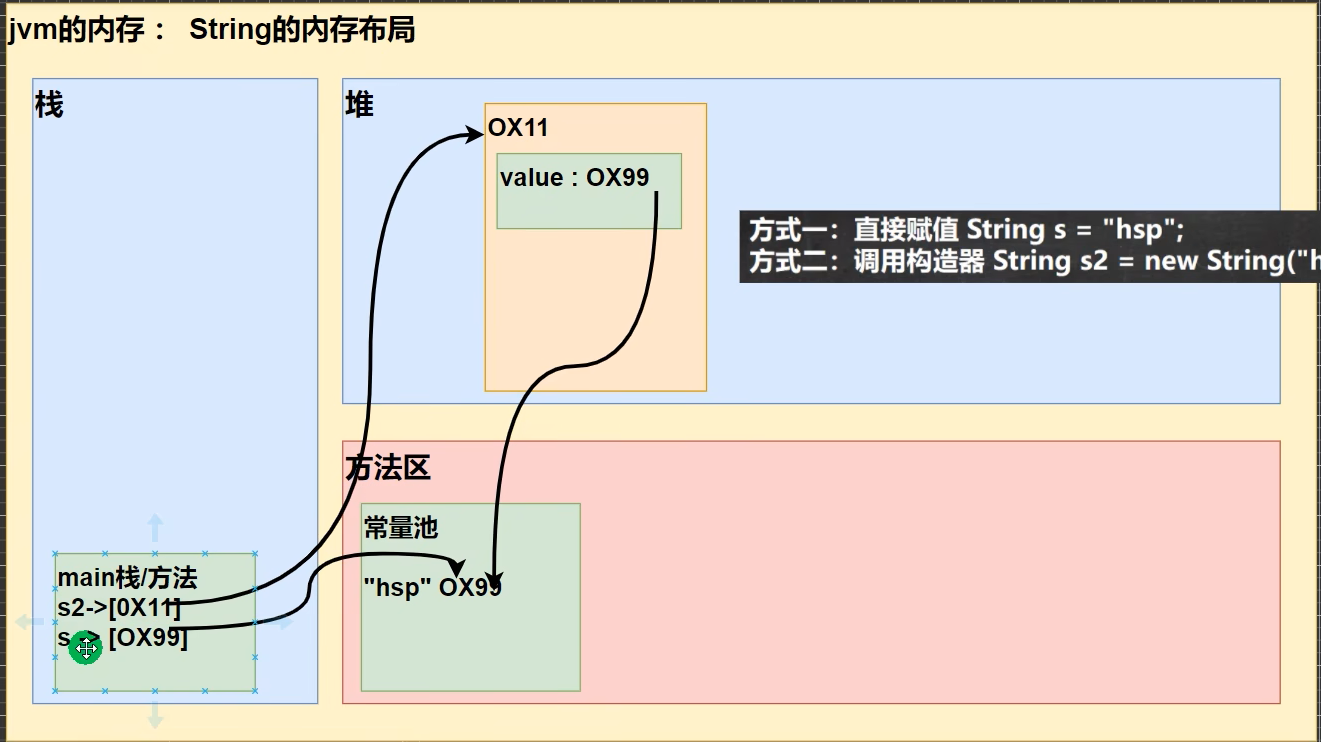 jvm的内存： String的内存布局
栈
堆
OX11
value : OX99
方式一：直接赋值 String s = "hsp";
方式二：调用构造器 String s2 = new String("h
方法区
常量池
"hsp" OX99
main栈/方法
s2->[0X11]
s -> [OX99]